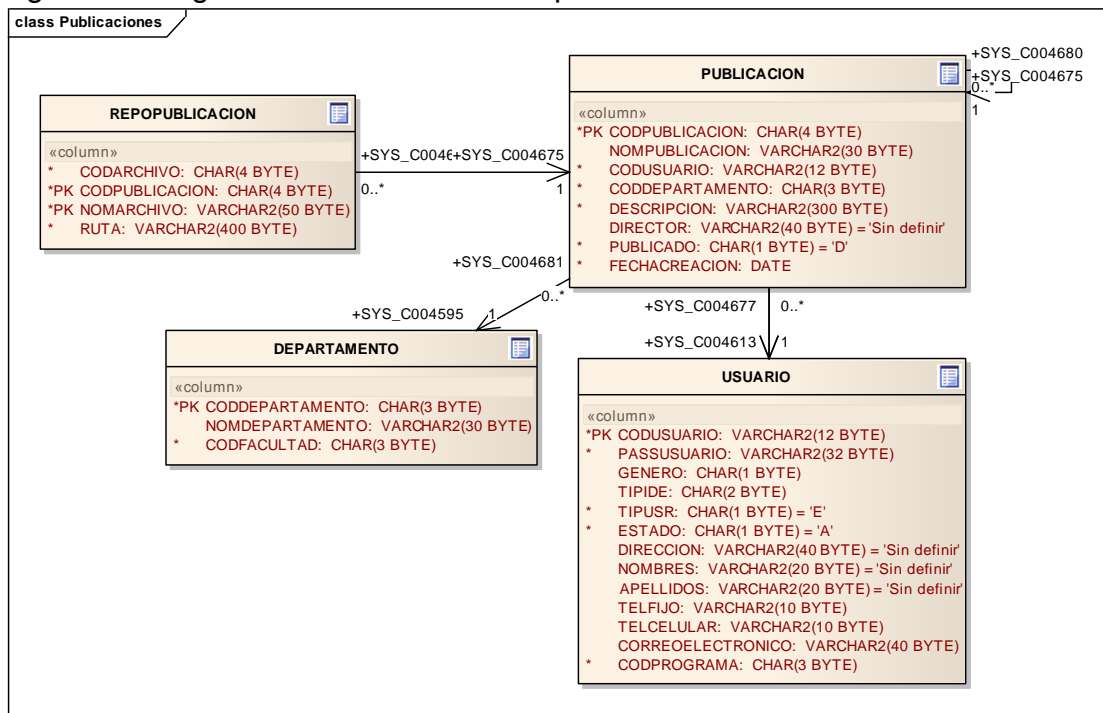 class Publicaciones
+SYS_C004680
+SYS_C004675
0..*
1
PUBLICACION
«column»
*PK CODPUBLICACION: CHAR(4 BYTE)
NOMPUBLICACION: VARCHAR2(30 BYTE)
* CODUSUARIO: VARCHAR2(12 BYTE)
* CODDEPARTAMENTO: CHAR(3 BYTE)
* DESCRIPCION: VARCHAR2(300 BYTE)
DIRECTOR: VARCHAR2(40 BYTE) = 'Sin definir'
* PUBLICADO: CHAR(1 BYTE) = 'D'
* FECHACREACION: DATE
REPOPUBLICACION
«column»
* CODARCHIVO: CHAR(4 BYTE)
*PK CODPUBLICACION: CHAR(4 BYTE)
*PK NOMARCHIVO: VARCHAR2(50 BYTE)
* RUTA: VARCHAR2(400 BYTE)
+SYS_C004675
0..*
1
+SYS_C004681
0..*
+SYS_C004595
1
+SYS_C004677
0..*
+SYS_C004613
1
DEPARTAMENTO
«column»
*PK CODDEPARTAMENTO: CHAR(3 BYTE)
NOMDEPARTAMENTO: VARCHAR2(30 BYTE)
* CODFACULTAD: CHAR(3 BYTE)
USUARIO
«column»
*PK CODUSUARIO: VARCHAR2(12 BYTE)
* PASSUSUARIO: VARCHAR2(32 BYTE)
GENERO: CHAR(1 BYTE)
TIPIDE: CHAR(2 BYTE)
* TIPUSR: CHAR(1 BYTE) = 'E'
* ESTADO: CHAR(1 BYTE) = 'A'
DIRECCION: VARCHAR2(40 BYTE) = 'Sin definir'
NOMBRES: VARCHAR2(20 BYTE) = 'Sin definir'
APELLIDOS: VARCHAR2(20 BYTE) = 'Sin definir'
TELFIJO: VARCHAR2(10 BYTE)
TELCELULAR: VARCHAR2(10 BYTE)
CORREOELECTRONICO: VARCHAR2(40 BYTE)
* CODPROGRAMA: CHAR(3 BYTE)